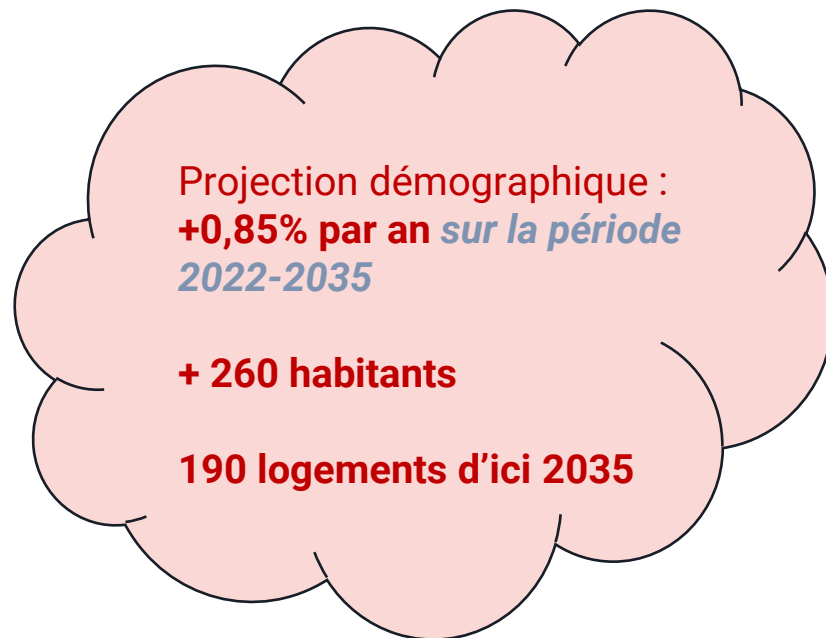 Projection démographique :
+0,85% par an sur la période
2022-2035
+ 260 habitants
190 logements d’ici 2035